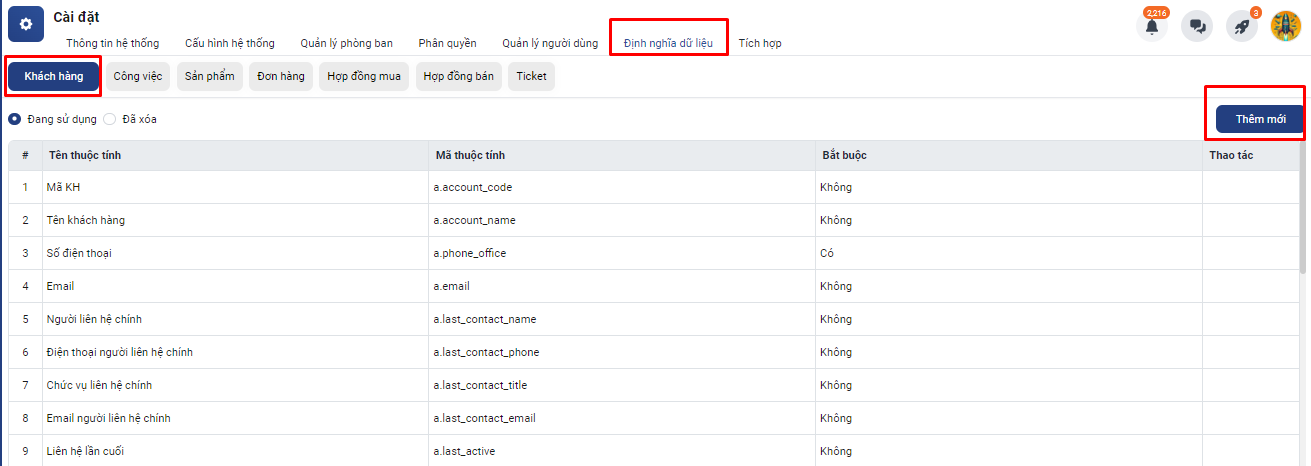 Cài đặt
2,216
3
Thông tin hệ thống Cấu hình hệ thống Quản lý phòng ban Phân quyền Quản lý người dùng Định nghĩa dữ liệu Tích hợp
Khách hàng Công việc Sản phẩm Đơn hàng Hợp đồng mua Hợp đồng bán Ticket
Đang sử dụng Đã xóa Thêm mới
# Tên thuộc tính Mã thuộc tính Bắt buộc Thao tác
1 Mã KH a.account_code Không
2 Tên khách hàng a.account_name Không
3 Số điện thoại a.phone_office Có
4 Email a.email Không
5 Người liên hệ chính a.last_contact_name Không
6 Điện thoại người liên hệ chính a.last_contact_phone Không
7 Chức vụ liên hệ chính a.last_contact_title Không
8 Email người liên hệ chính a.last_contact_email Không
9 Liên hệ lần cuối a.last_active Không